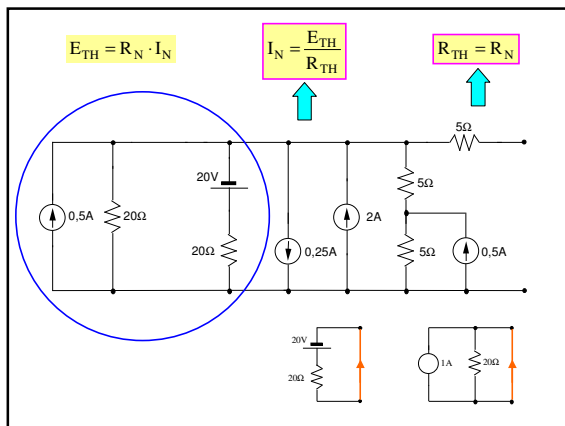 E_TH = R_N · I_N
I_N = E_TH / R_TH
R_TH = R_N
5Ω
20V
5Ω
0,5A
20Ω
2A
20Ω
0,25A
5Ω
0,5A
20V
20Ω
1A
20Ω